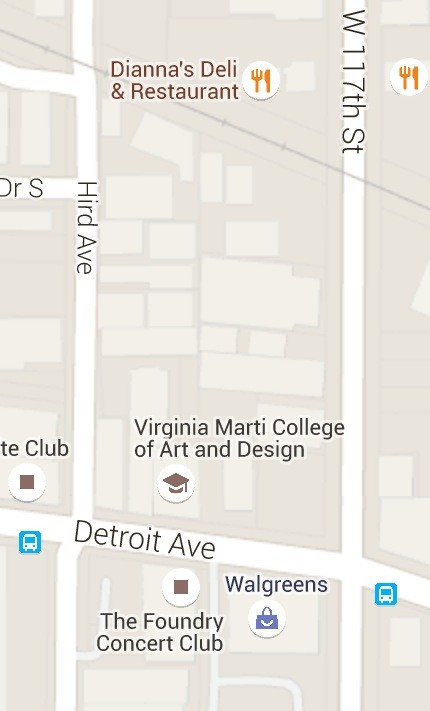 Dianna's Deli
& Restaurant
W 117th St
Dr S
Hird Ave
Virginia Marti College
of Art and Design
te Club
Detroit Ave
Walgreens
The Foundry
Concert Club